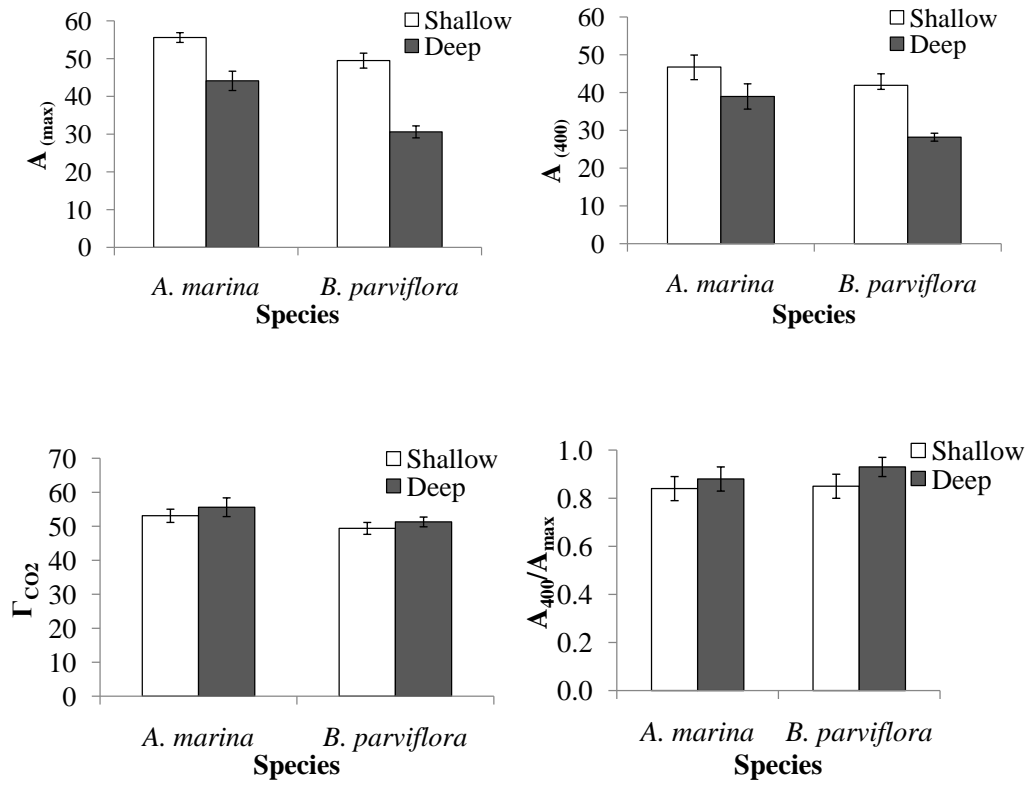 A (max)
60
50
40
30
20
10
0
Shallow
Deep
A. marina B. parviflora
Species
A (400)
60
50
40
30
20
10
0
Shallow
Deep
A. marina B. parviflora
Species
ΓCO2
70
60
50
40
30
20
10
0
Shallow
Deep
A. marina B. parviflora
Species
A400/Amax
1.0
0.8
0.6
0.4
0.2
0.0
Shallow
Deep
A. marina B. parviflora
Species